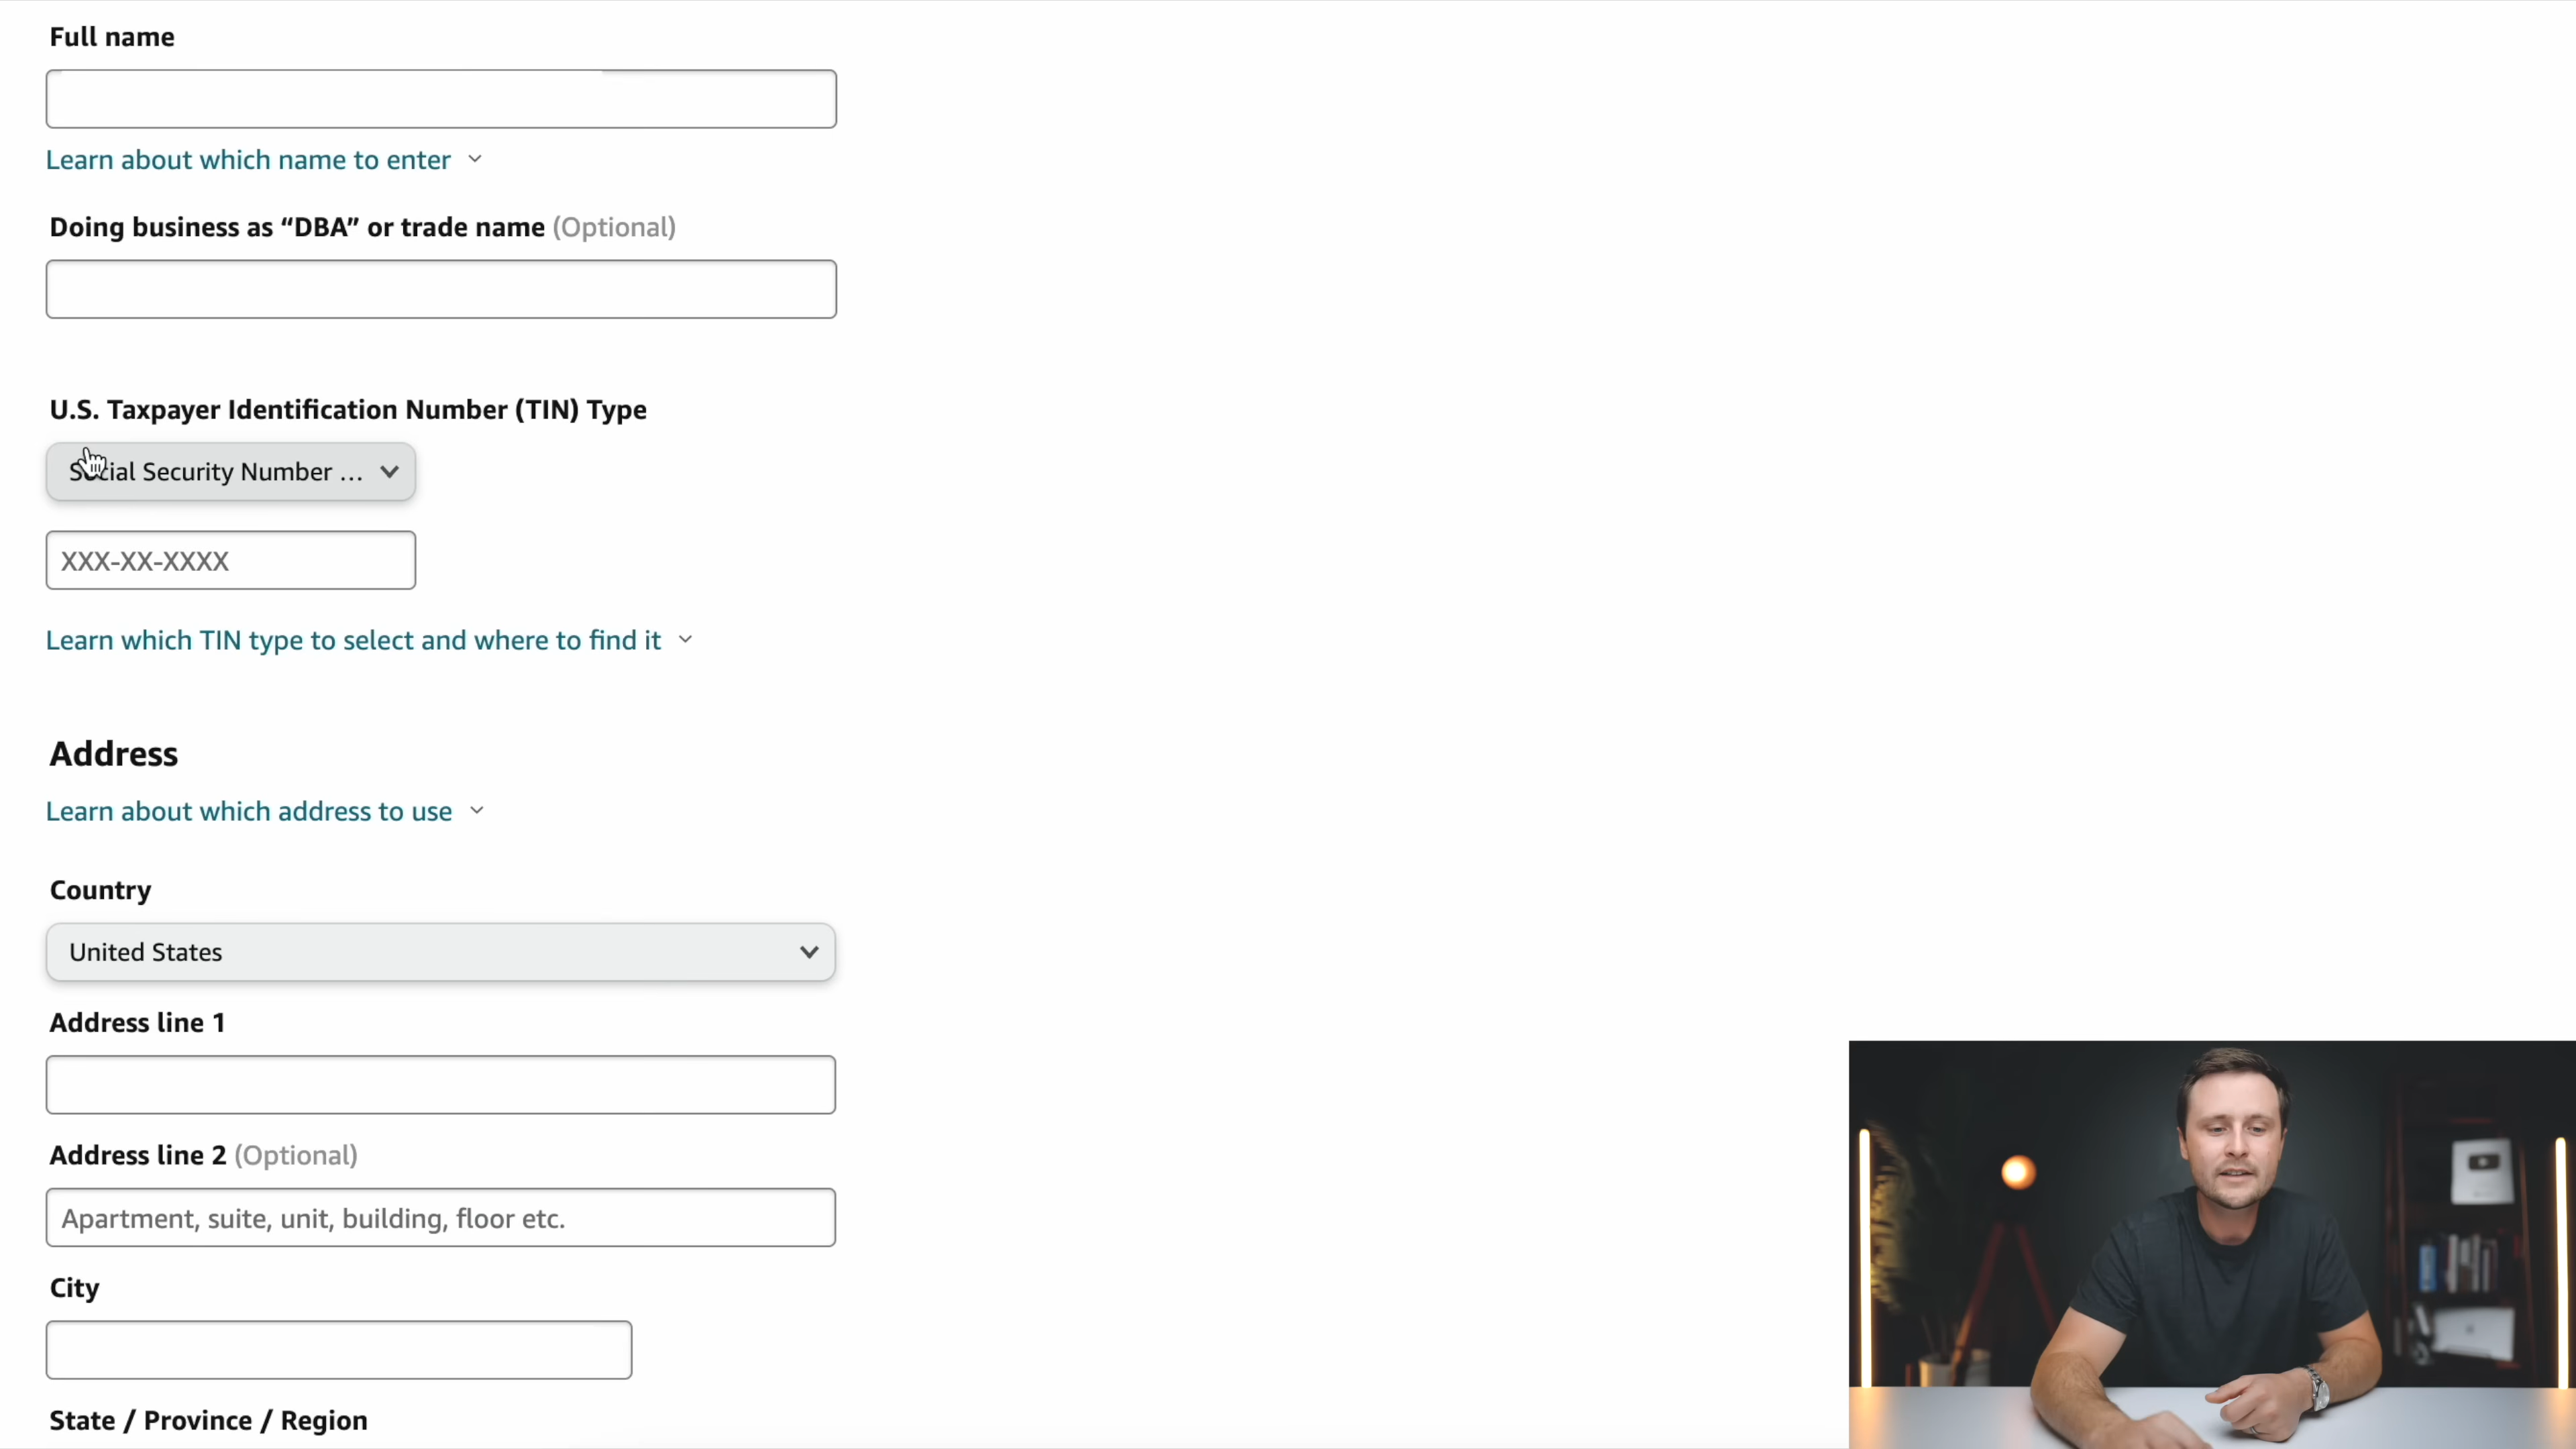 Full name
Learn about which name to enter
Doing business as “DBA” or trade name (Optional)
U.S. Taxpayer Identification Number (TIN) Type
Social Security Number ...
XXX-XX-XXXX
Learn which TIN type to select and where to find it
Address
Learn about which address to use
Country
United States
Address line 1
Address line 2 (Optional)
Apartment, suite, unit, building, floor etc.
City
State / Province / Region